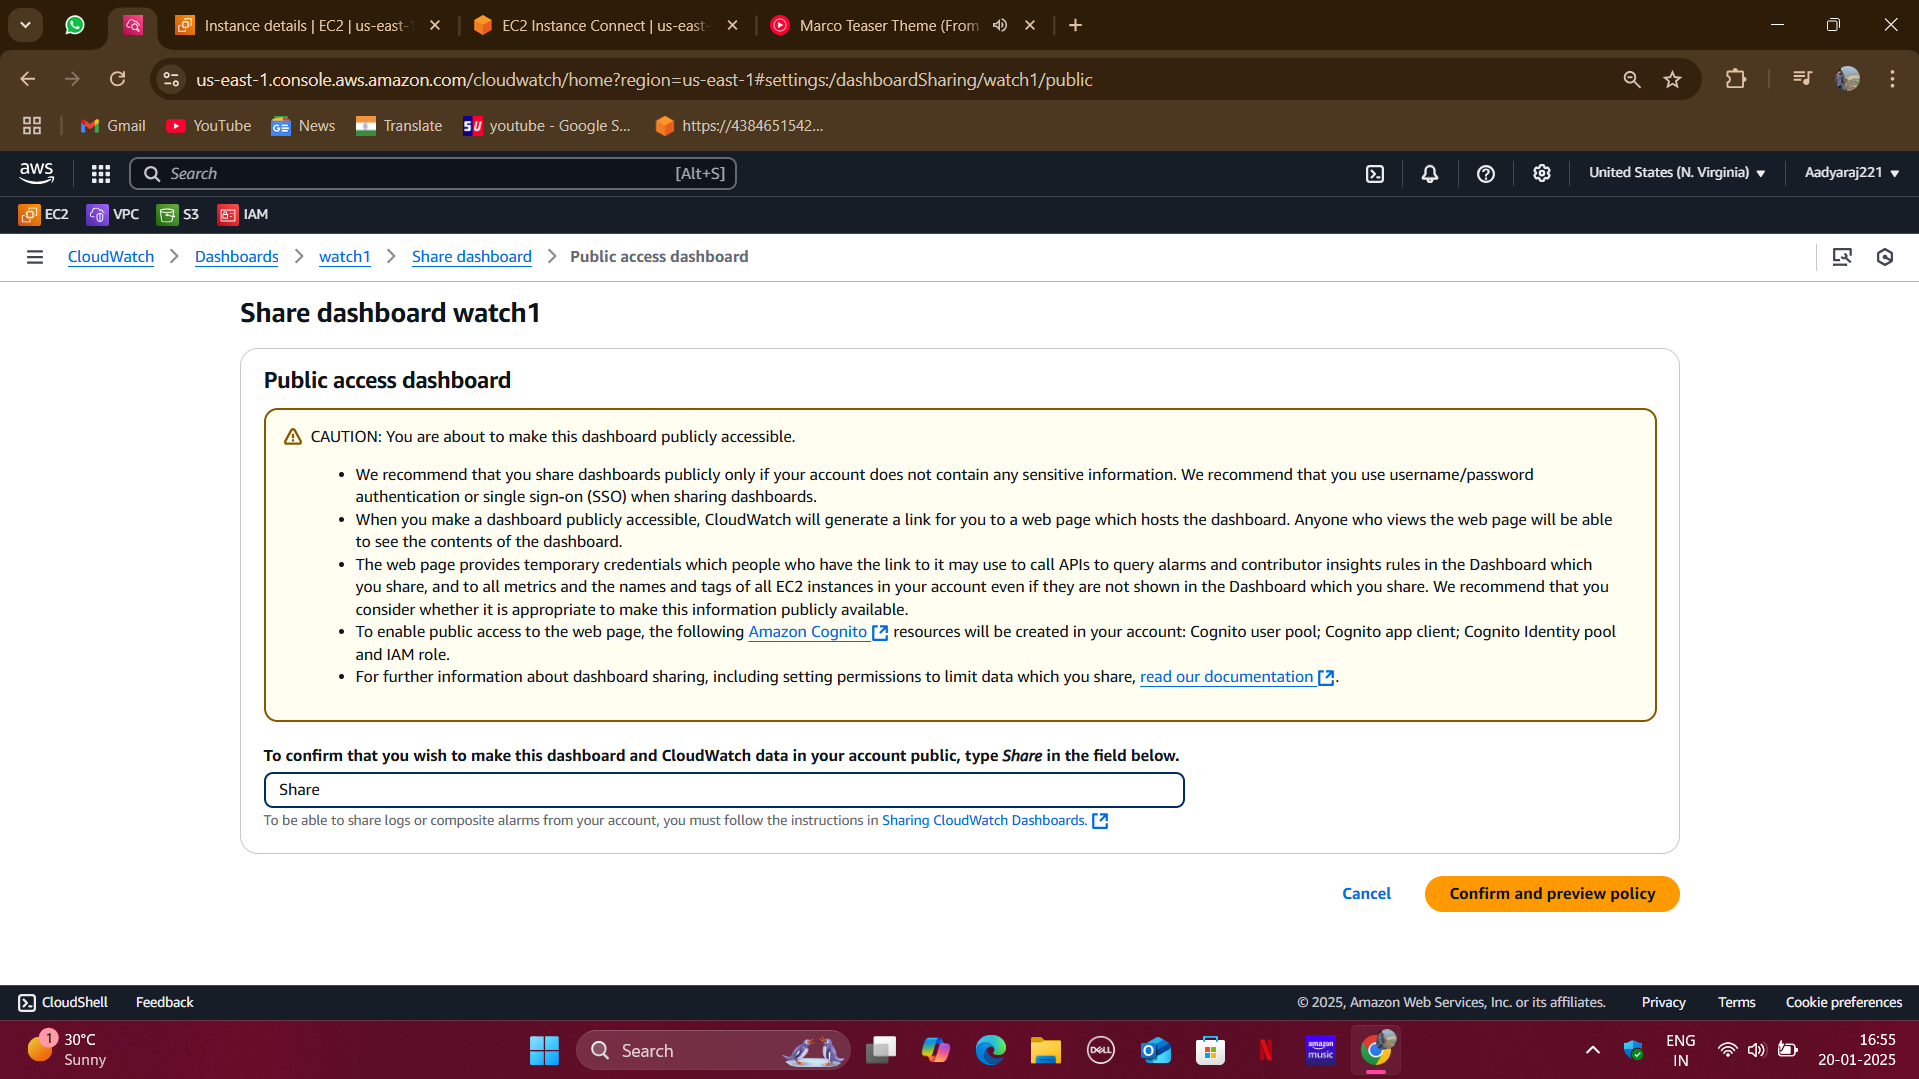 Instance details | EC2 | us-east-1
EC2 Instance Connect | us-east-
Marco Teaser Theme (From
us-east-1.console.aws.amazon.com/cloudwatch/home?region=us-east-1#settings:/dashboardSharing/watch1/public
Gmail
YouTube
News
Translate
SU
youtube - Google S...
https://4384651542...
aws
Search
[Alt+S]
United States (N. Virginia)
Aadyaraj221
EC2
VPC
S3
IAM
CloudWatch
Dashboards
watch1
Share dashboard
Public access dashboard
Share dashboard watch1
Public access dashboard
CAUTION: You are about to make this dashboard publicly accessible.
• We recommend that you share dashboards publicly only if your account does not contain any sensitive information. We recommend that you use username/password
authentication or single sign-on (SSO) when sharing dashboards.
• When you make a dashboard publicly accessible, CloudWatch will generate a link for you to a web page which hosts the dashboard. Anyone who views the web page will be able
to see the contents of the dashboard.
• The web page provides temporary credentials which people who have the link to it may use to call APIs to query alarms and contributor insights rules in the Dashboard which
you share, and to all metrics and the names and tags of all EC2 instances in your account even if they are not shown in the Dashboard which you share. We recommend that you
consider whether it is appropriate to make this information publicly available.
• To enable public access to the web page, the following Amazon Cognito resources will be created in your account: Cognito user pool; Cognito app client; Cognito Identity pool
and IAM role.
• For further information about dashboard sharing, including setting permissions to limit data which you share, read our documentation.
To confirm that you wish to make this dashboard and CloudWatch data in your account public, type Share in the field below.
Share
To be able to share logs or composite alarms from your account, you must follow the instructions in Sharing CloudWatch Dashboards.
Cancel
Confirm and preview policy
CloudShell
Feedback
© 2025, Amazon Web Services, Inc. or its affiliates.
Privacy
Terms
Cookie preferences
1
30°C
Sunny
Search
DELL
amazon
music
ENG
IN
16:55
20-01-2025